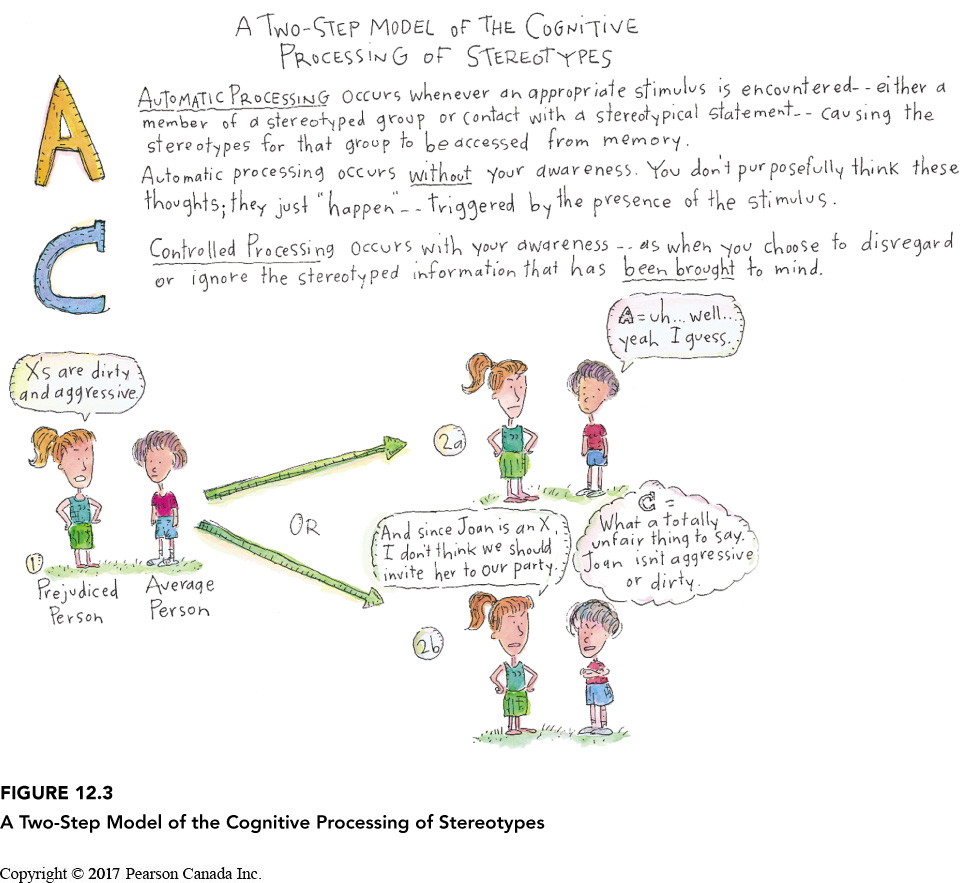 A TWO-STEP MODEL OF THE COGNITIVE
PROCESSING OF STEREOTYPES
A
AUTOMATIC PROCESSING occurs whenever an appropriate stimulus is encountered -- either a
member of a stereotyped group or contact with a stereotypical statement -- causing the
stereotypes for that group to be accessed from memory.
Automatic processing occurs without your awareness. You don't purposefully think these
thoughts; they just "happen" -- triggered by the presence of the stimulus.
C
Controlled Processing occurs with your awareness -- as when you choose to disregard
or ignore the stereotyped information that has been brought to mind.
X's are dirty
and aggressive.
1
Prejudiced
Person
Average
Person
OR
2a
A = uh... well...
yeah I guess..
2b
And since Joan is an X,
I don't think we should
invite her to our party.
C =
What a totally
unfair thing to say.
Joan isn't aggressive
or dirty.
FIGURE 12.3
A Two-Step Model of the Cognitive Processing of Stereotypes
Copyright © 2017 Pearson Canada Inc.